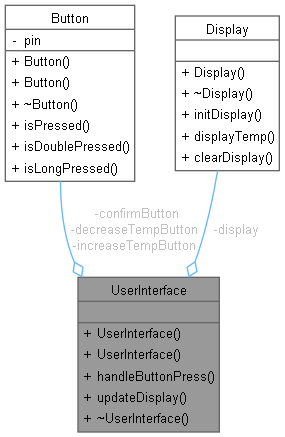 Button
- pin
+ Button()
+ Button()
+ ~Button()
+ isPressed()
+ isDoublePressed()
+ isLongPressed()
Display
+ Display()
+ ~Display()
+ initDisplay()
+ displayTemp()
+ clearDisplay()
-confirmButton
-decreaseTempButton
-increaseTempButton
-display
UserInterface
+ UserInterface()
+ UserInterface()
+ handleButtonPress()
+ updateDisplay()
+ ~UserInterface()